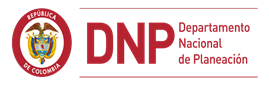 REPÚBLICA
DE COLOMBIA
DNP
Departamento
Nacional
de Planeación